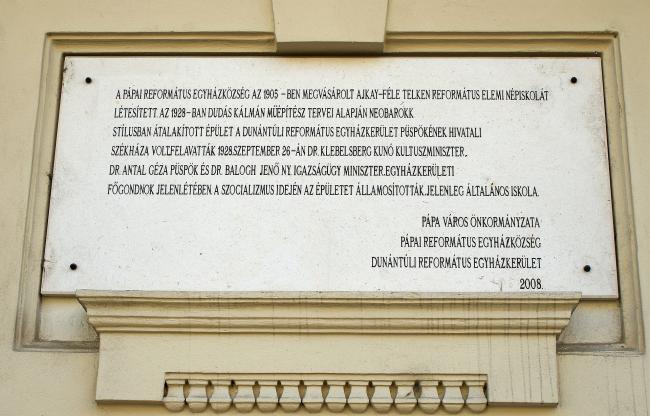 A PÁPAI REFORMÁTUS EGYHÁZKÖZSÉG AZ 1905 -BEN MEGVÁSÁROLT AJKAY-FÉLE TELKEN REFORMÁTUS ELEMI NÉPISKOLÁT
LÉTESÍTETT. AZ 1928-BAN DUDÁS KÁLMÁN MŰÉPÍTÉSZ TERVEI ALAPJÁN NEOBAROKK
STÍLUSBAN ÁTALAKÍTOTT ÉPÜLET A DUNÁNTÚLI REFORMÁTUS EGYHÁZKERÜLET PÜSPÖKÉNEK HIVATALI
SZÉKHÁZA VOLT.FELAVATTÁK 1928.SZEPTEMBER 26-ÁN DR. KLEBELSBERG KUNÓ KULTUSZMINISZTER,
DR. ANTAL GÉZA PÜSPÖK ÉS DR. BALOGH JENŐ NY. IGAZSÁGÜGY MINISZTER.EGYHÁZKERÜLETI
FŐGONDNOK JELENLÉTÉBEN. A SZOCIALIZMUS IDEJÉN AZ ÉPÜLETET ÁLLAMOSÍTOTTÁK. JELENLEG ÁLTALÁNOS ISKOLA.
PÁPA VÁROS ÖNKORMÁNYZATA
PÁPAI REFORMÁTUS EGYHÁZKÖZSÉG
DUNÁNTÚLI REFORMÁTUS EGYHÁZKERÜLET
2008.